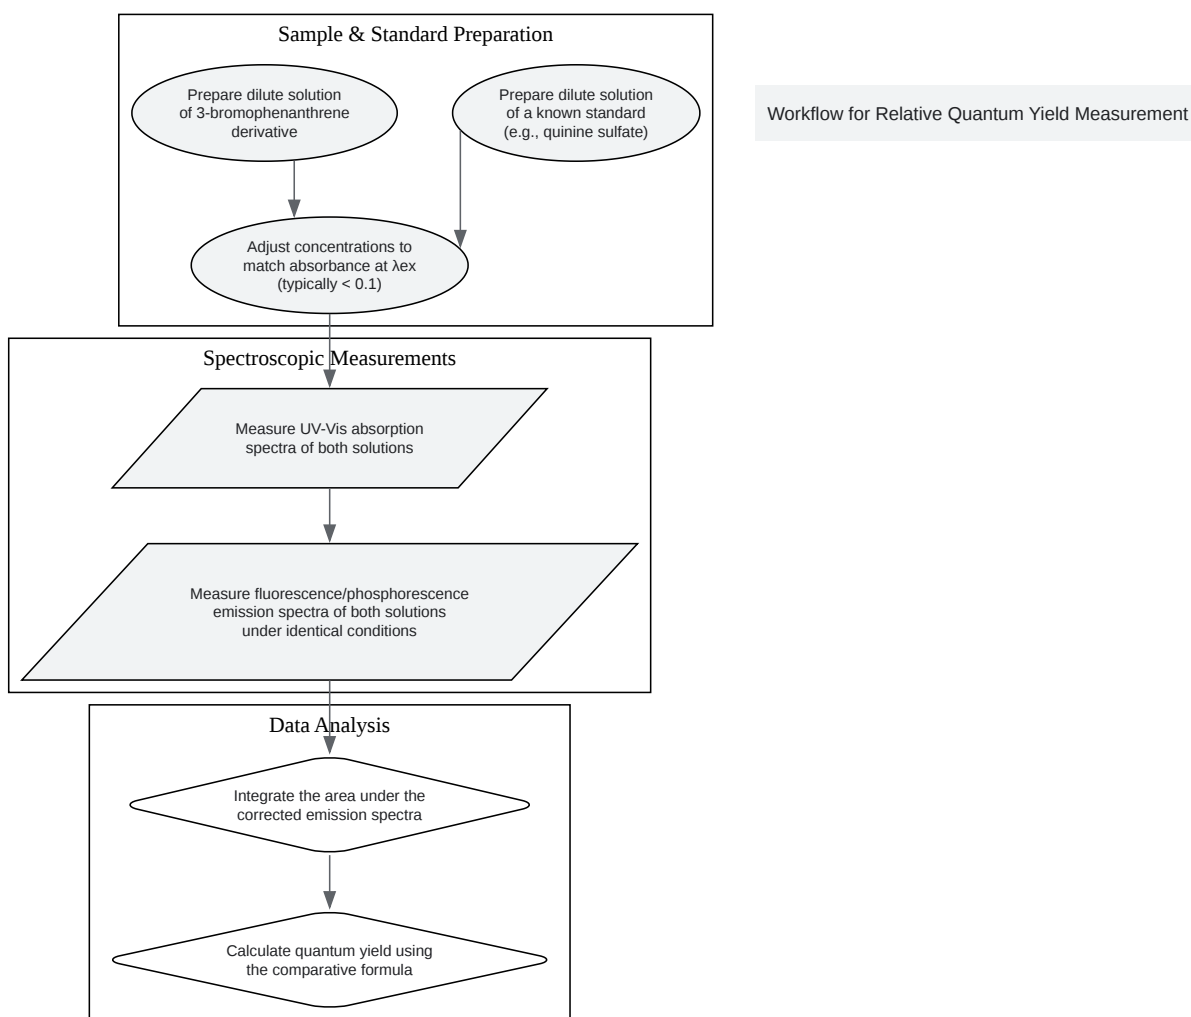 Sample & Standard Preparation
Prepare dilute solution
of 3-bromophenanthrene
derivative
Prepare dilute solution
of a known standard
(e.g., quinine sulfate)
Workflow for Relative Quantum Yield Measurement
Adjust concentrations to
match absorbance at λex
(typically < 0.1)
Spectroscopic Measurements
Measure UV-Vis absorption
spectra of both solutions
Measure fluorescence/phosphorescence
emission spectra of both solutions
under identical conditions
Data Analysis
Integrate the area under the
corrected emission spectra
Calculate quantum yield using
the comparative formula